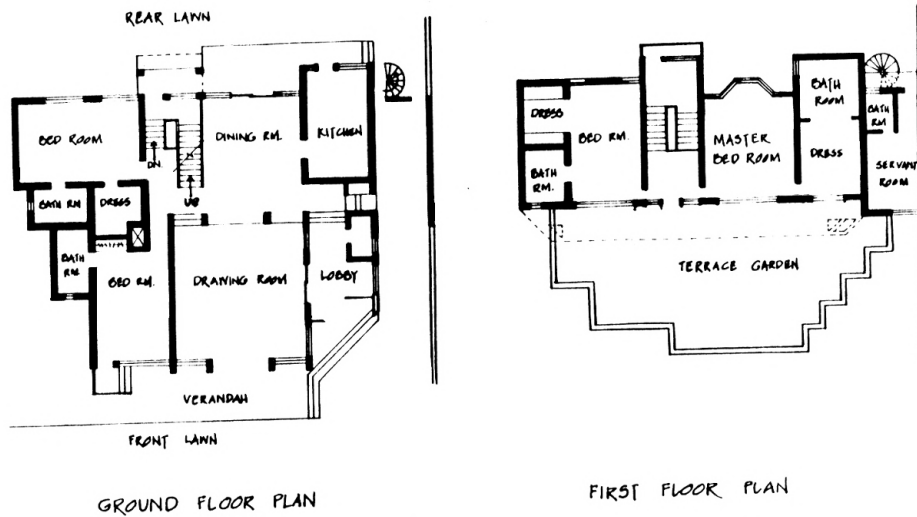 REAR LAWN
BED ROOM
DN.
UP
DINING RM.
KITCHEN
BATH RM
DRESS
BATH
RM.
BED RM.
DRAWING ROOM
LOBBY
VERANDAH
FRONT LAWN
GROUND FLOOR PLAN
DRESS
BATH
RM.
BED RM.
MASTER
BED ROOM
BATH
ROOM
DRESS
BATH
RM
SERVANT
ROOM
TERRACE GARDEN
FIRST FLOOR PLAN